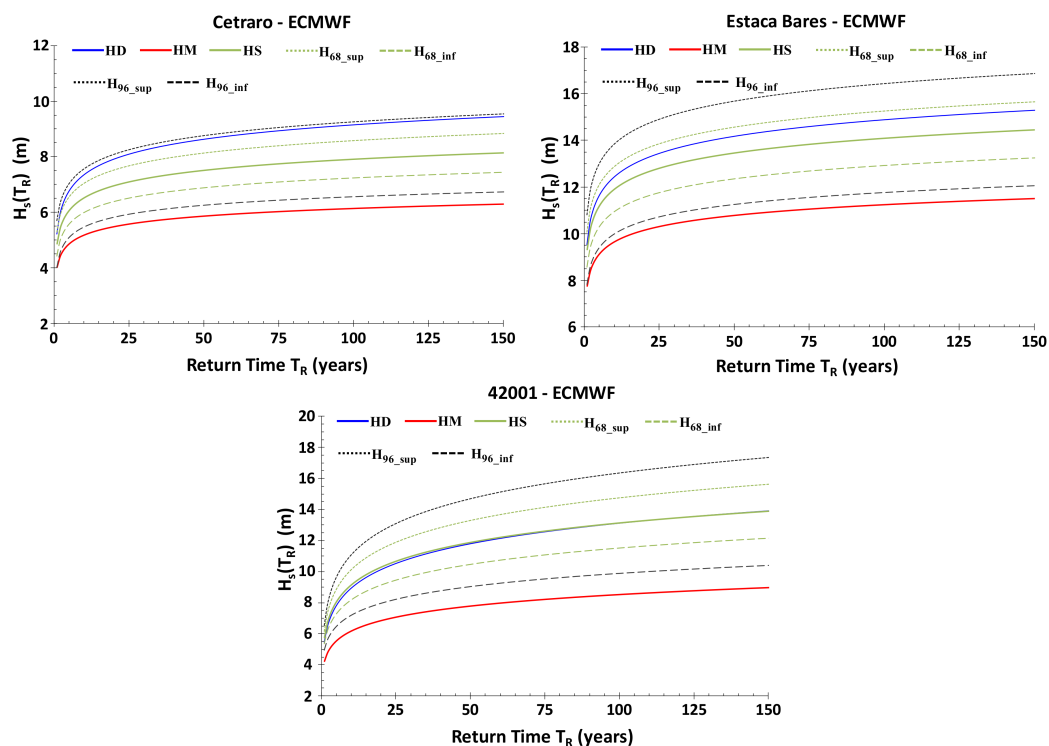 Cetraro - ECMWF
HD HM HS H68_sup H68_inf
H96_sup H96_inf
12
10
8
6
4
2
HS(TR) (m)
0 25 50 75 100 125 150
Return Time TR (years)
Estaca Bares - ECMWF
HD HM HS H68_sup H68_inf
H96_sup H96_inf
18
16
14
12
10
8
6
HS(TR) (m)
0 25 50 75 100 125 150
Return Time TR (years)
42001 - ECMWF
HD HM HS H68_sup H68_inf
H96_sup H96_inf
20
18
16
14
12
10
8
6
4
2
HS(TR) (m)
0 25 50 75 100 125 150
Return Time TR (years)